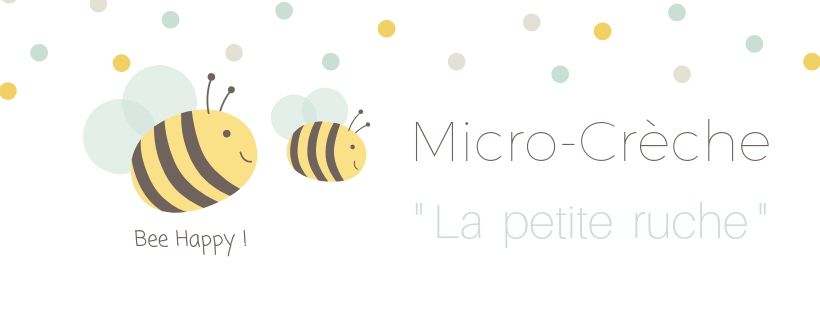 Micro-Crèche
"La petite ruche"
Bee Happy !